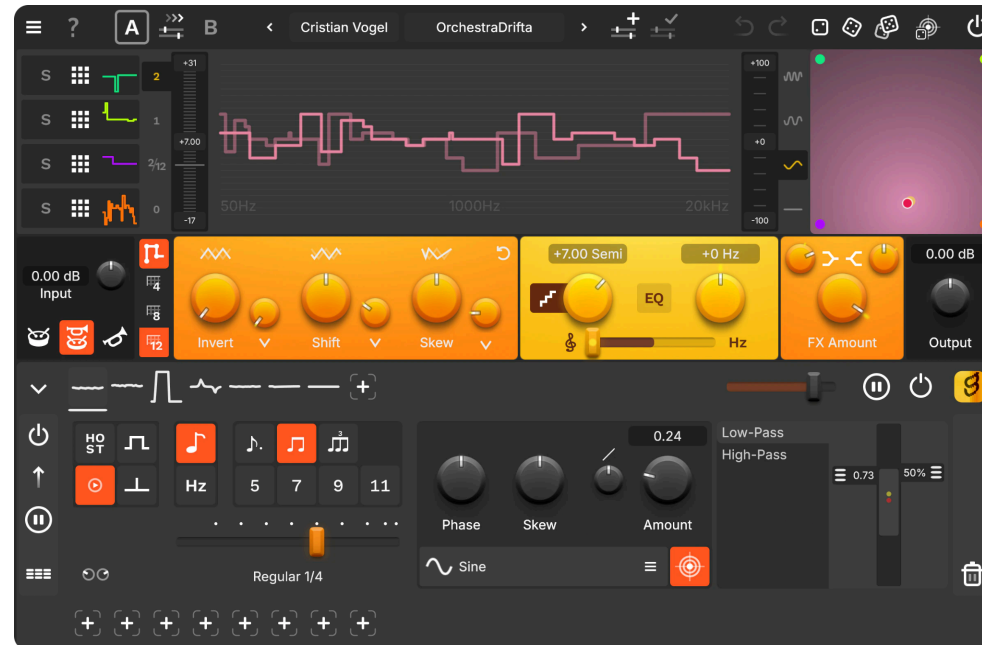 ? A B < Cristian Vogel OrchestraDrifta >
S 2 +31 +100
S 1
+7.00 +0
S 2/12
S 0 50Hz 1000Hz 20kHz
-17 -100
0.00 dB
Input
4
8
12
Invert V Shift V Skew V
+7.00 Semi +0 Hz
EQ
Hz
FX Amount
0.00 dB
Output
HO
ST
3
Hz 5 7 9 11
Regular 1/4
0.24
Phase Skew Amount
Sine
Low-Pass
High-Pass
0.73 50%